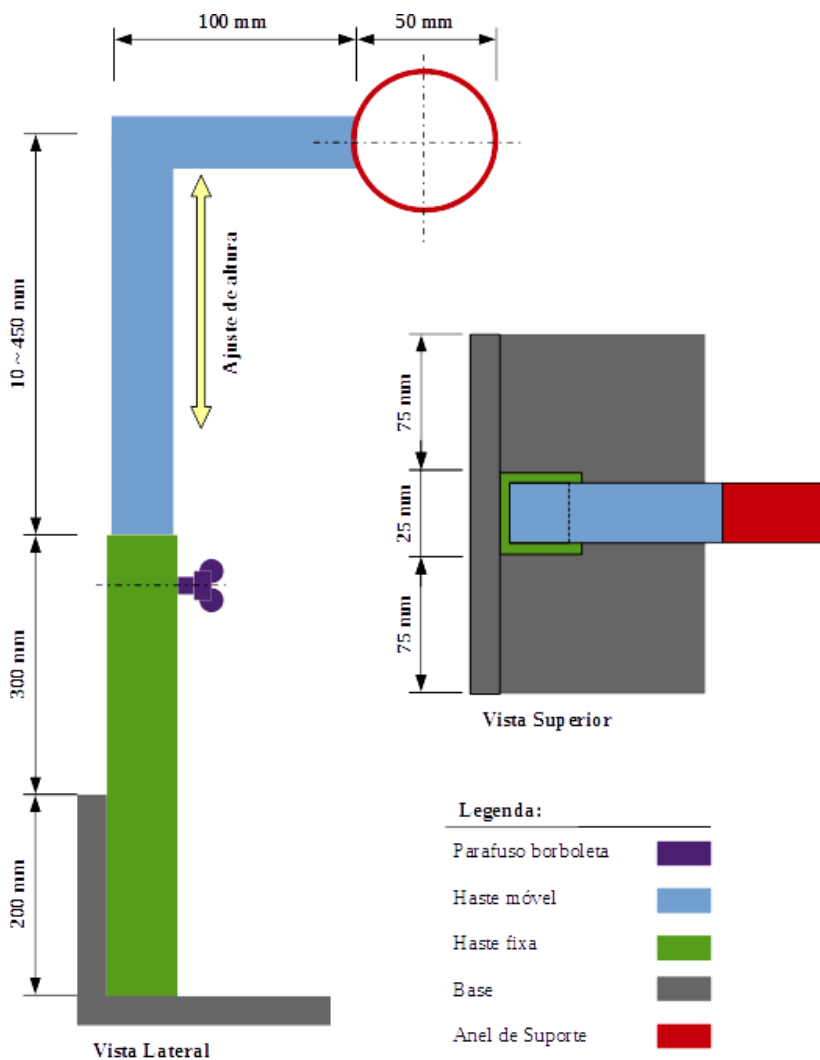 100 mm
50 mm
10 ~ 450 mm
Ajuste de altura
75 mm
25 mm
75 mm
300 mm
200 mm
Vista Superior
Vista Lateral
Legenda:
Parafuso borboleta
Haste móvel
Haste fixa
Base
Anel de Suporte